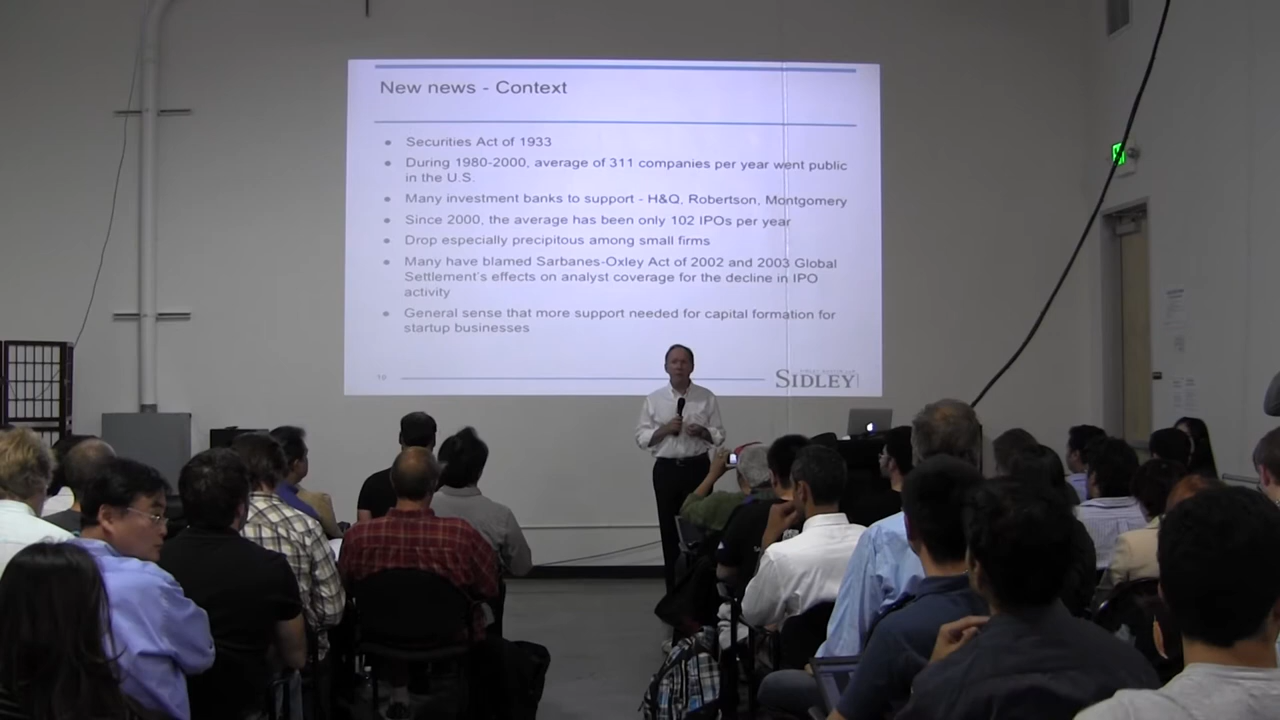 New news - Context
Securities Act of 1933
During 1980-2000, average of 311 companies per year went public
in the U.S.
Many investment banks to support - H&Q, Robertson, Montgomery
Since 2000, the average has been only 102 IPOs per year
Drop especially precipitous among small firms
Many have blamed Sarbanes-Oxley Act of 2002 and 2003 Global
Settlement's effects on analyst coverage for the decline in IPO
activity
General sense that more support needed for capital formation for
startup businesses
SIDLEY